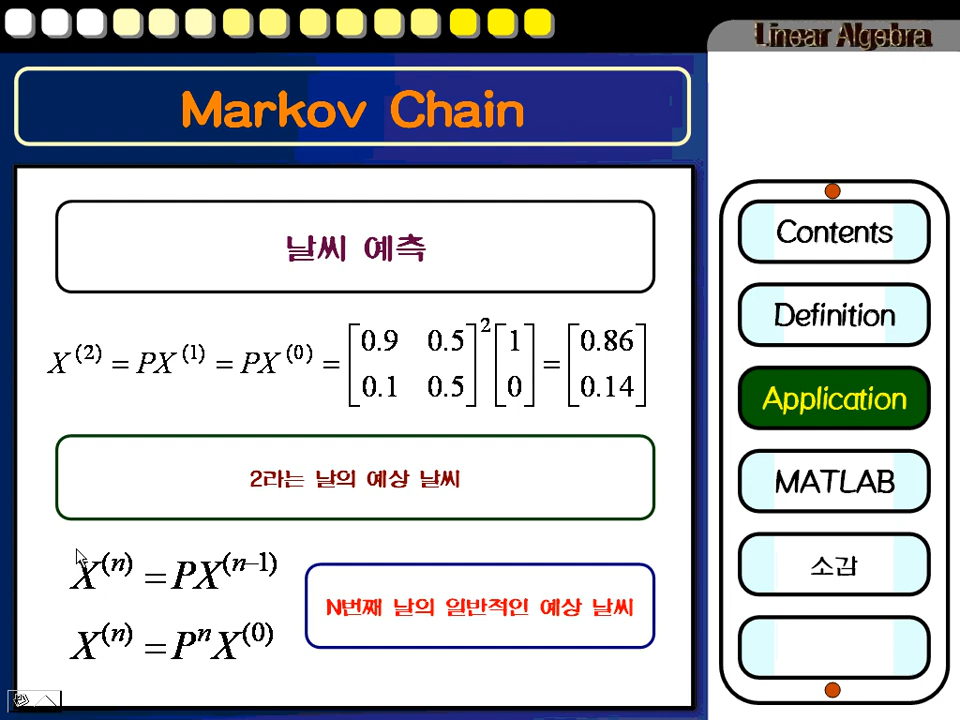 Linear Algebra
Markov Chain
날씨 예측
X^(2) = PX^(1) = PX^(0) = [0.9 0.5; 0.1 0.5]^2 [1; 0] = [0.86; 0.14]
2라는 날의 예상 날씨
X^(n) = PX^(n−1)
N번째 날의 일반적인 예상 날씨
X^(n) = P^n X^(0)
Contents
Definition
Application
MATLAB
소감